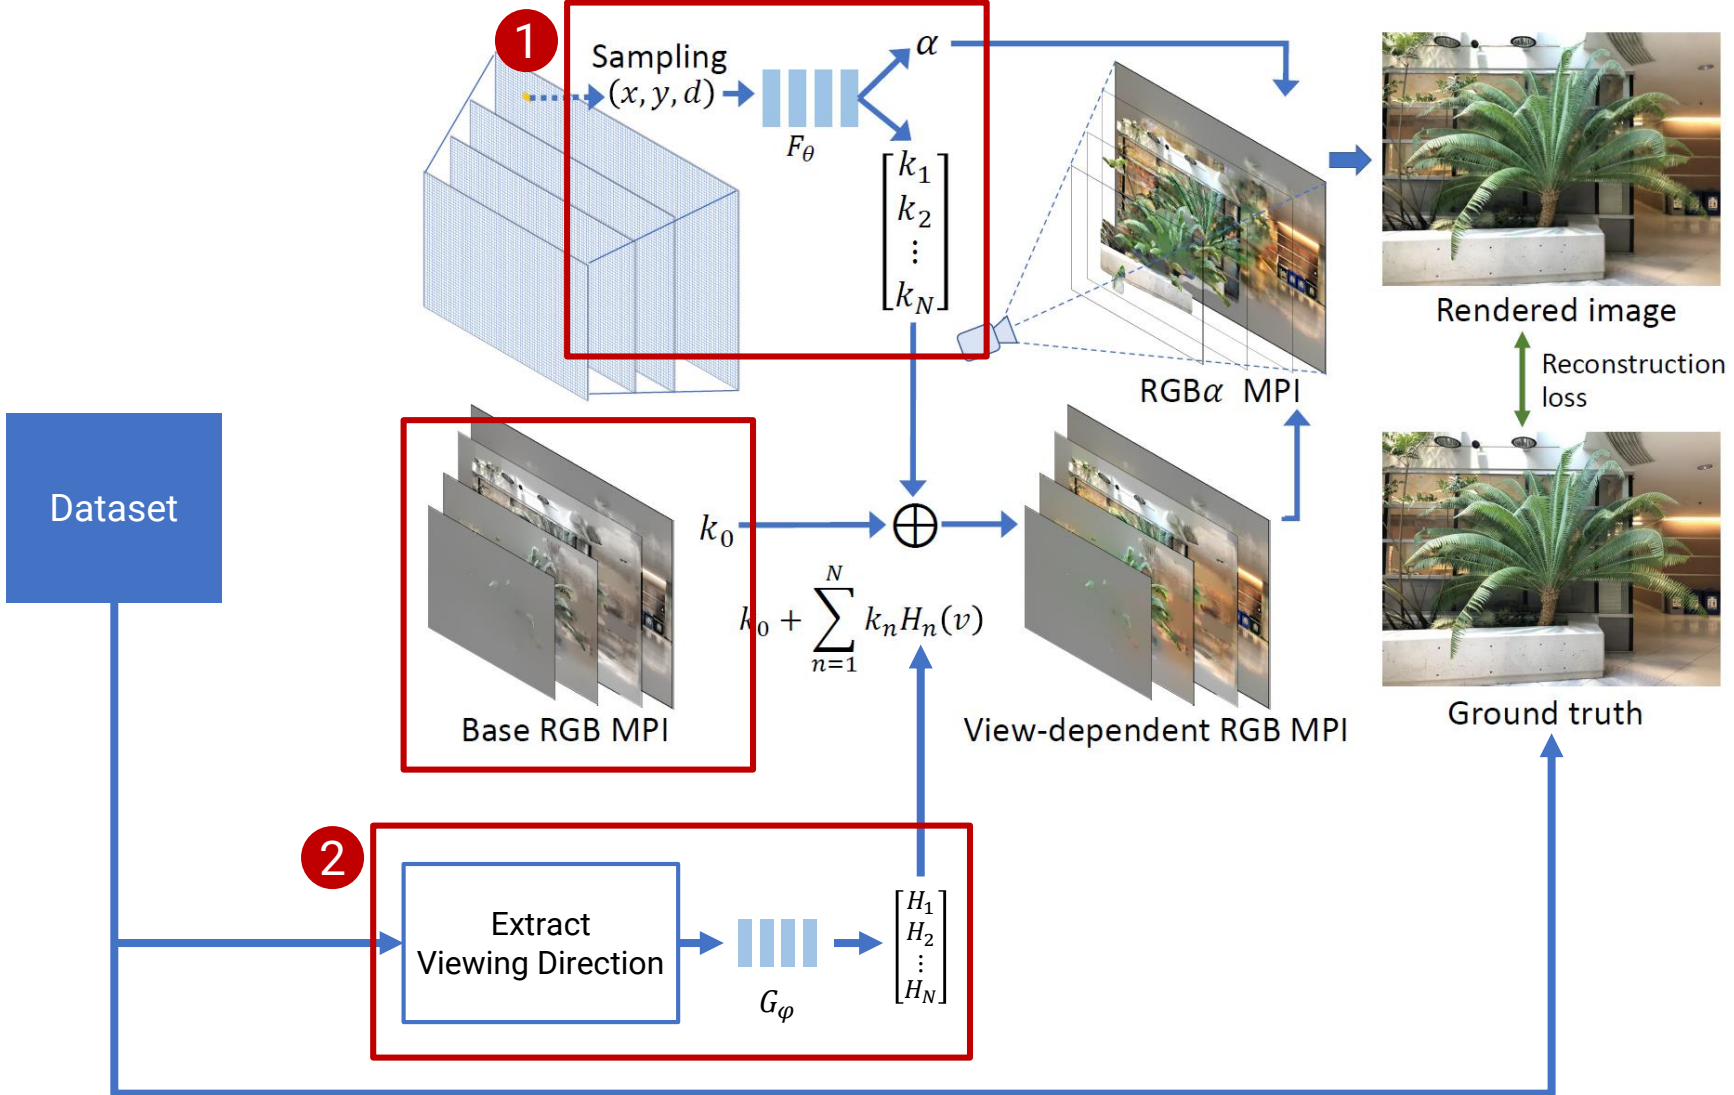 1
Sampling
(x, y, d)
F_θ
α
[k_1
k_2
⋮
k_N]
RGBα MPI
Rendered image
Reconstruction
loss
Dataset
k_0
⊕
k_0 + ∑_{n=1}^{N} k_n H_n(v)
Base RGB MPI
View-dependent RGB MPI
Ground truth
2
Extract
Viewing Direction
G_φ
[H_1
H_2
⋮
H_N]